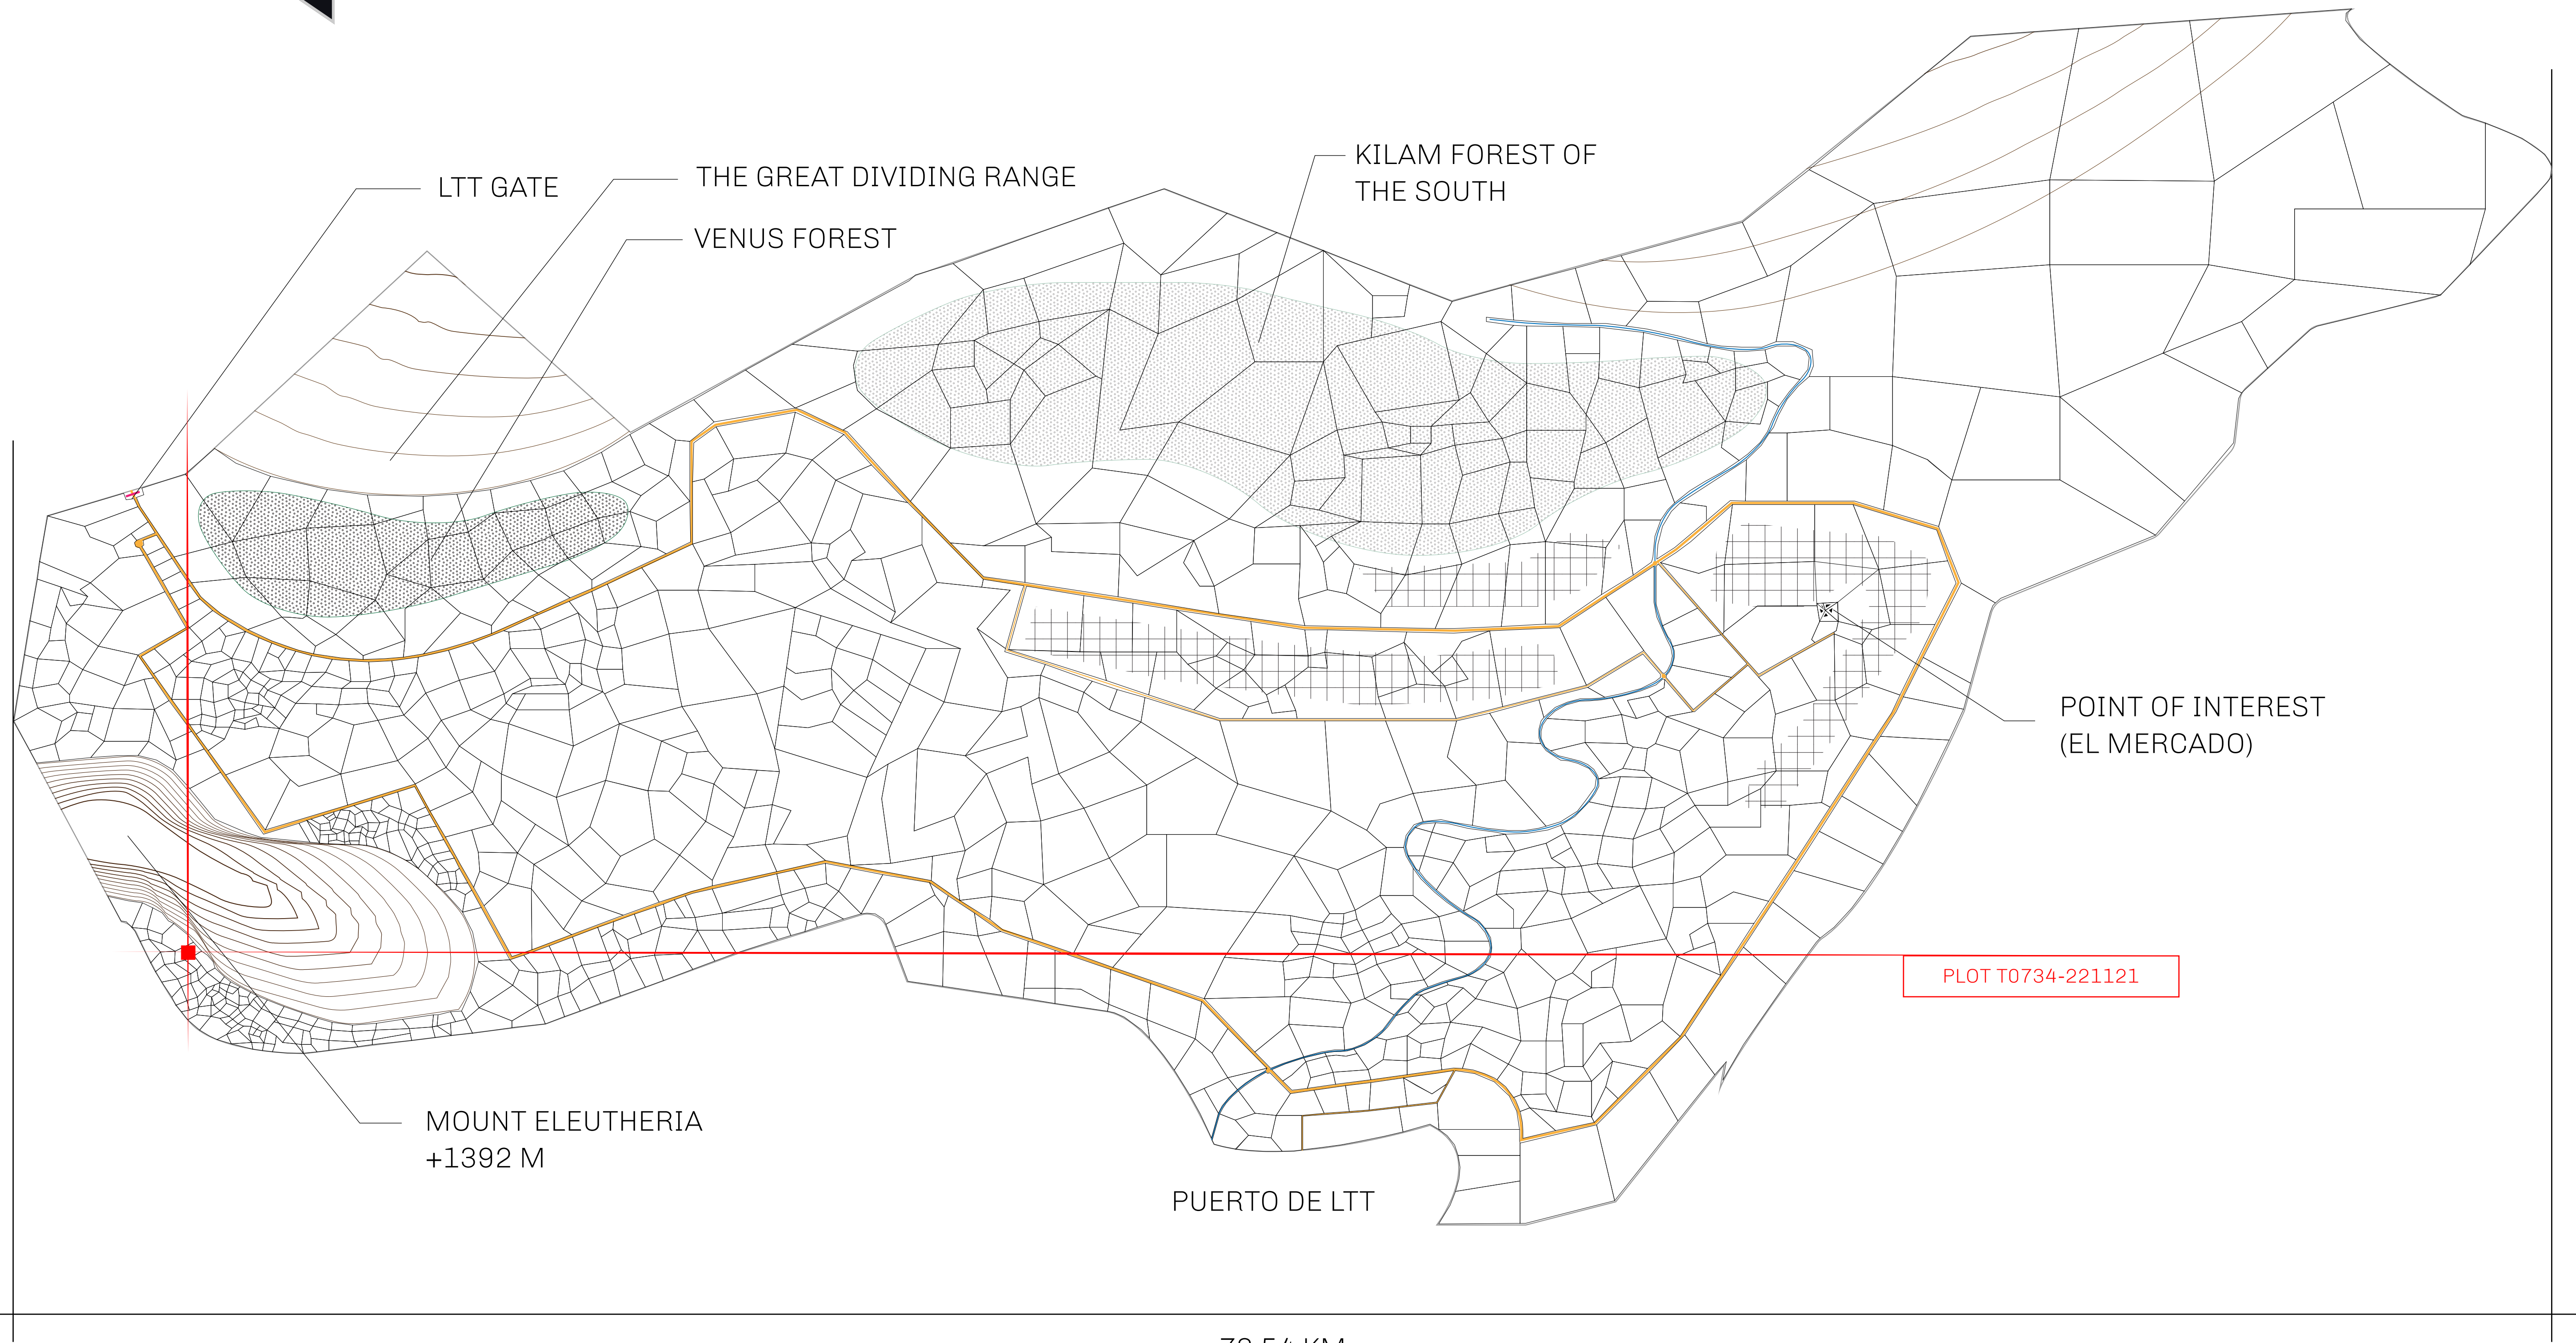 KILAM FOREST OF
THE SOUTH
THE GREAT DIVIDING RANGE
LTT GATE
VENUS FOREST
POINT OF INTEREST
(EL MERCADO)
PLOT T0734-221121
MOUNT ELEUTHERIA
+1392 M
PUERTO DE LTT
KM